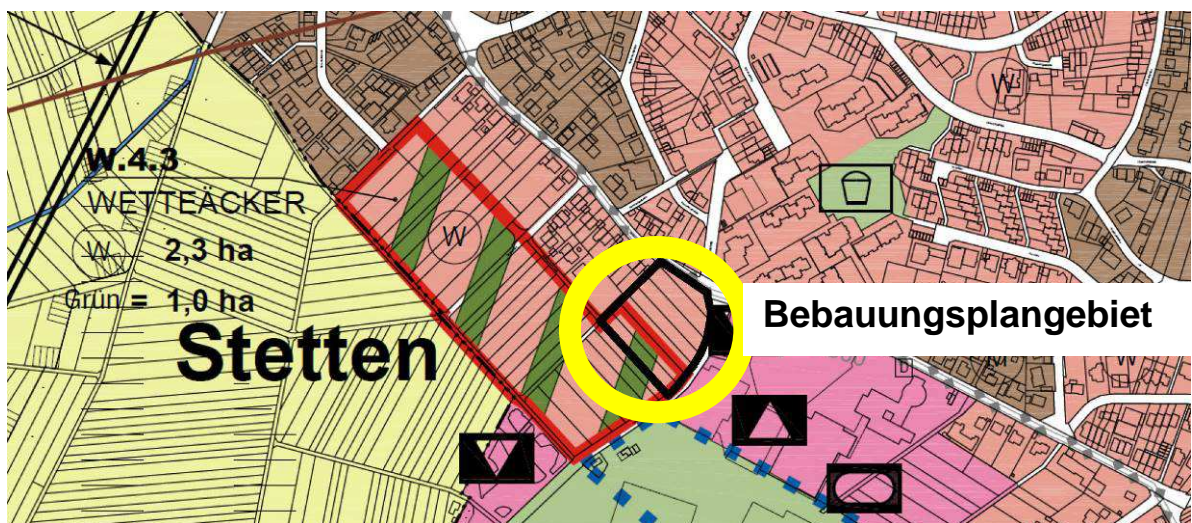 W.4.3
WETTEÄCKER
W 2,3 ha
Grün = 1,0 ha
Stetten
W
W
Bebauungsplangebiet
D
M
W